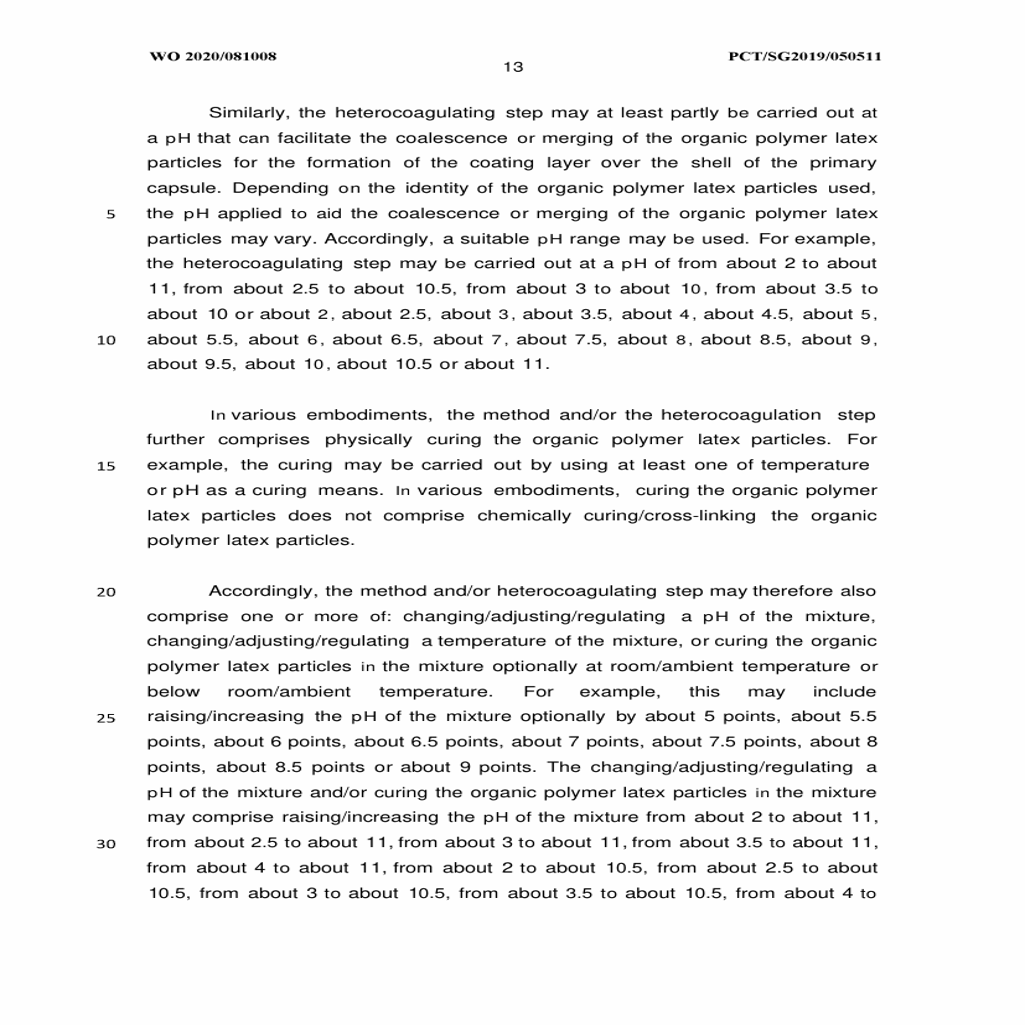 WO 2020/081008
PCT/SG2019/050511
13
Similarly, the heterocoagulating step may at least partly be carried out at
a pH that can facilitate the coalescence or merging of the organic polymer latex
particles for the formation of the coating layer over the shell of the primary
capsule. Depending on the identity of the organic polymer latex particles used,
5 the pH applied to aid the coalescence or merging of the organic polymer latex
particles may vary. Accordingly, a suitable pH range may be used. For example,
the heterocoagulating step may be carried out at a pH of from about 2 to about
11, from about 2.5 to about 10.5, from about 3 to about 10, from about 3.5 to
about 10 or about 2, about 2.5, about 3, about 3.5, about 4, about 4.5, about 5,
10 about 5.5, about 6, about 6.5, about 7, about 7.5, about 8, about 8.5, about 9,
about 9.5, about 10, about 10.5 or about 11.
In various embodiments, the method and/or the heterocoagulation step
further comprises physically curing the organic polymer latex particles. For
15 example, the curing may be carried out by using at least one of temperature
or pH as a curing means. In various embodiments, curing the organic polymer
latex particles does not comprise chemically curing/cross-linking the organic
polymer latex particles.
20 Accordingly, the method and/or heterocoagulating step may therefore also
comprise one or more of: changing/adjusting/regulating a pH of the mixture,
changing/adjusting/regulating a temperature of the mixture, or curing the organic
polymer latex particles in the mixture optionally at room/ambient temperature or
below room/ambient temperature. For example, this may include
25 raising/increasing the pH of the mixture optionally by about 5 points, about 5.5
points, about 6 points, about 6.5 points, about 7 points, about 7.5 points, about 8
points, about 8.5 points or about 9 points. The changing/adjusting/regulating a
pH of the mixture and/or curing the organic polymer latex particles in the mixture
may comprise raising/increasing the pH of the mixture from about 2 to about 11,
30 from about 2.5 to about 11, from about 3 to about 11, from about 3.5 to about 11,
from about 4 to about 11, from about 2 to about 10.5, from about 2.5 to about
10.5, from about 3 to about 10.5, from about 3.5 to about 10.5, from about 4 to